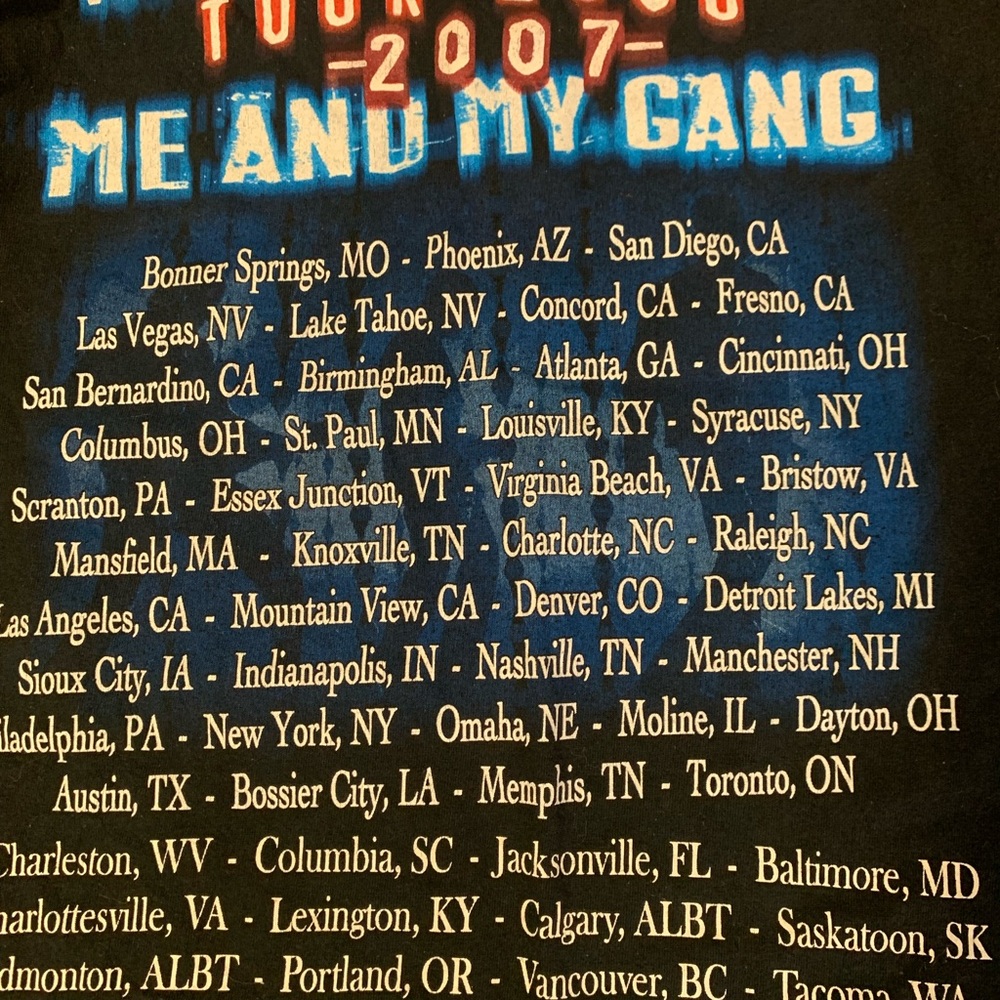 TOUR
-2007-
ME AND MY GANG
Bonner Springs, MO - Phoenix, AZ - San Diego, CA
Las Vegas, NV - Lake Tahoe, NV - Concord, CA - Fresno, CA
San Bernardino, CA - Birmingham, AL - Atlanta, GA - Cincinnati, OH
Columbus, OH - St. Paul, MN - Louisville, KY - Syracuse, NY
Scranton, PA - Essex Junction, VT - Virginia Beach, VA - Bristow, VA
Mansfield, MA - Knoxville, TN - Charlotte, NC - Raleigh, NC
Las Angeles, CA - Mountain View, CA - Denver, CO - Detroit Lakes, MI
Sioux City, IA - Indianapolis, IN - Nashville, TN - Manchester, NH
iladelphia, PA - New York, NY - Omaha, NE - Moline, IL - Dayton, OH
Austin, TX - Bossier City, LA - Memphis, TN - Toronto, ON
Charleston, WV - Columbia, SC - Jacksonville, FL - Baltimore, MD
harlottesville, VA - Lexington, KY - Calgary, ALBT - Saskatoon, SK
dmonton, ALBT - Portland, OR - Vancouver, BC - Tacoma, WA